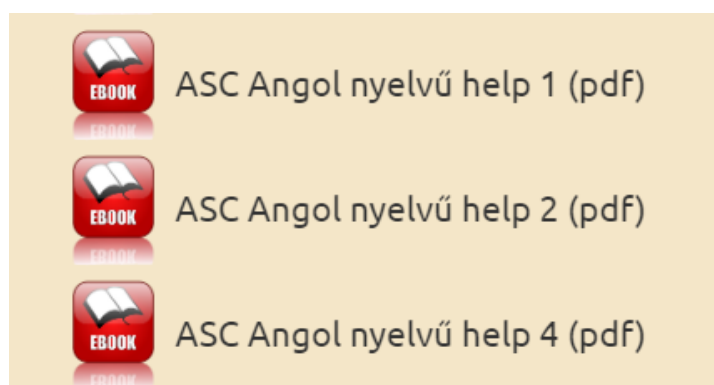 EBOOK ASC Angol nyelvű help 1 (pdf)
EBOOK ASC Angol nyelvű help 2 (pdf)
EBOOK ASC Angol nyelvű help 4 (pdf)